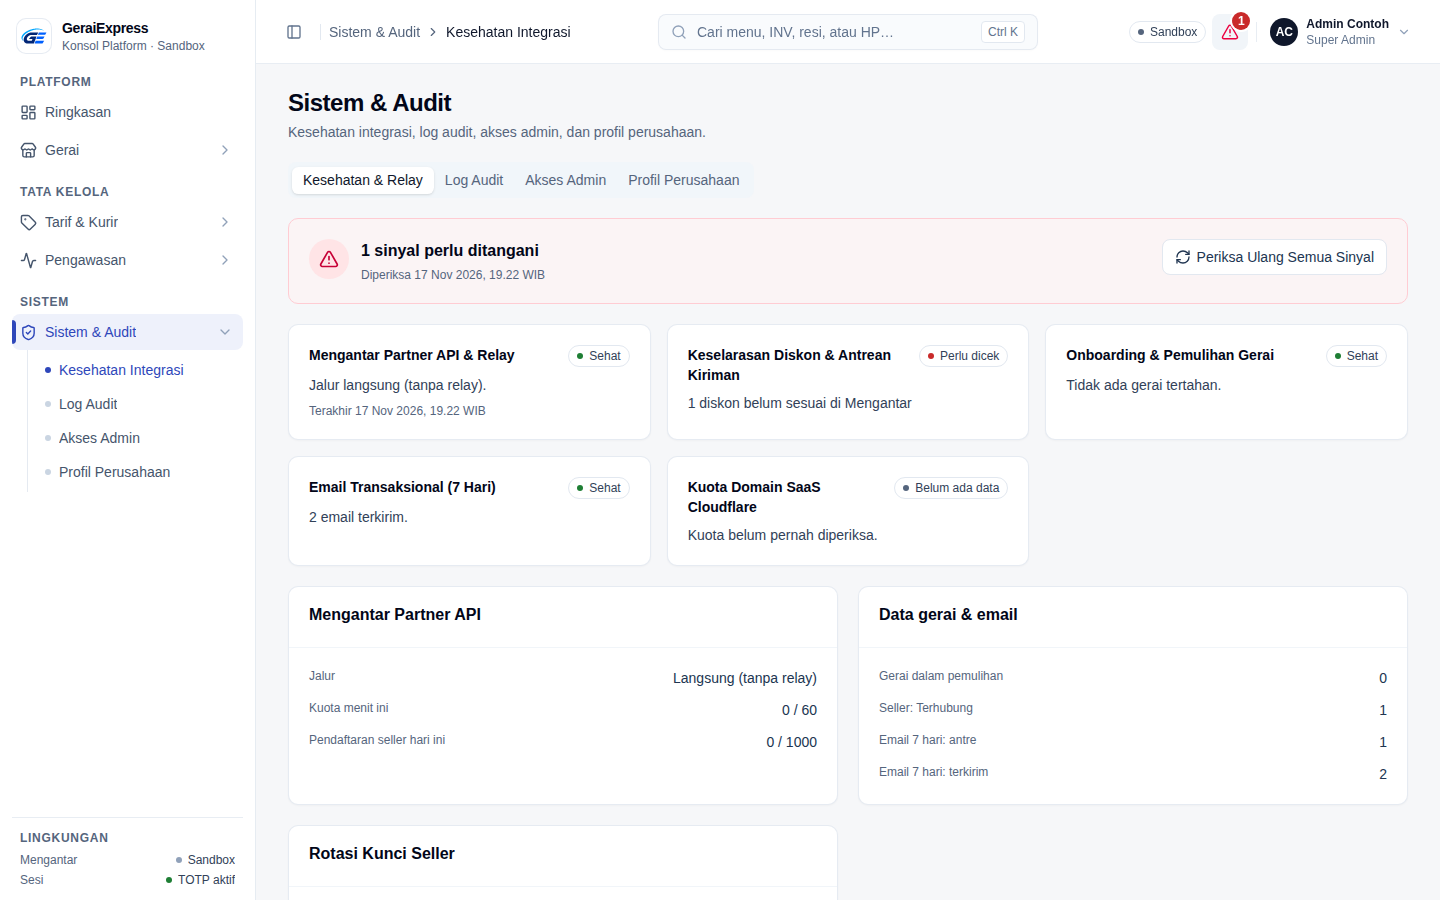 GeraiExpress
Konsol Platform · Sandbox
PLATFORM
Ringkasan
Gerai
TATA KELOLA
Tarif & Kurir
Pengawasan
SISTEM
Sistem & Audit
Kesehatan Integrasi
Log Audit
Akses Admin
Profil Perusahaan
LINGKUNGAN
Mengantar Sandbox
Sesi TOTP aktif
Sistem & Audit > Kesehatan Integrasi
Cari menu, INV, resi, atau HP… Ctrl K
Sandbox
1
AC
Admin Contoh
Super Admin
Sistem & Audit
Kesehatan integrasi, log audit, akses admin, dan profil perusahaan.
Kesehatan & Relay Log Audit Akses Admin Profil Perusahaan
1 sinyal perlu ditangani
Diperiksa 17 Nov 2026, 19.22 WIB
Periksa Ulang Semua Sinyal
Mengantar Partner API & Relay Sehat
Jalur langsung (tanpa relay).
Terakhir 17 Nov 2026, 19.22 WIB
Keselarasan Diskon & Antrean Kiriman Perlu dicek
1 diskon belum sesuai di Mengantar
Onboarding & Pemulihan Gerai Sehat
Tidak ada gerai tertahan.
Email Transaksional (7 Hari) Sehat
2 email terkirim.
Kuota Domain SaaS Cloudflare Belum ada data
Kuota belum pernah diperiksa.
Mengantar Partner API
Jalur Langsung (tanpa relay)
Kuota menit ini 0 / 60
Pendaftaran seller hari ini 0 / 1000
Data gerai & email
Gerai dalam pemulihan 0
Seller: Terhubung 1
Email 7 hari: antre 1
Email 7 hari: terkirim 2
Rotasi Kunci Seller